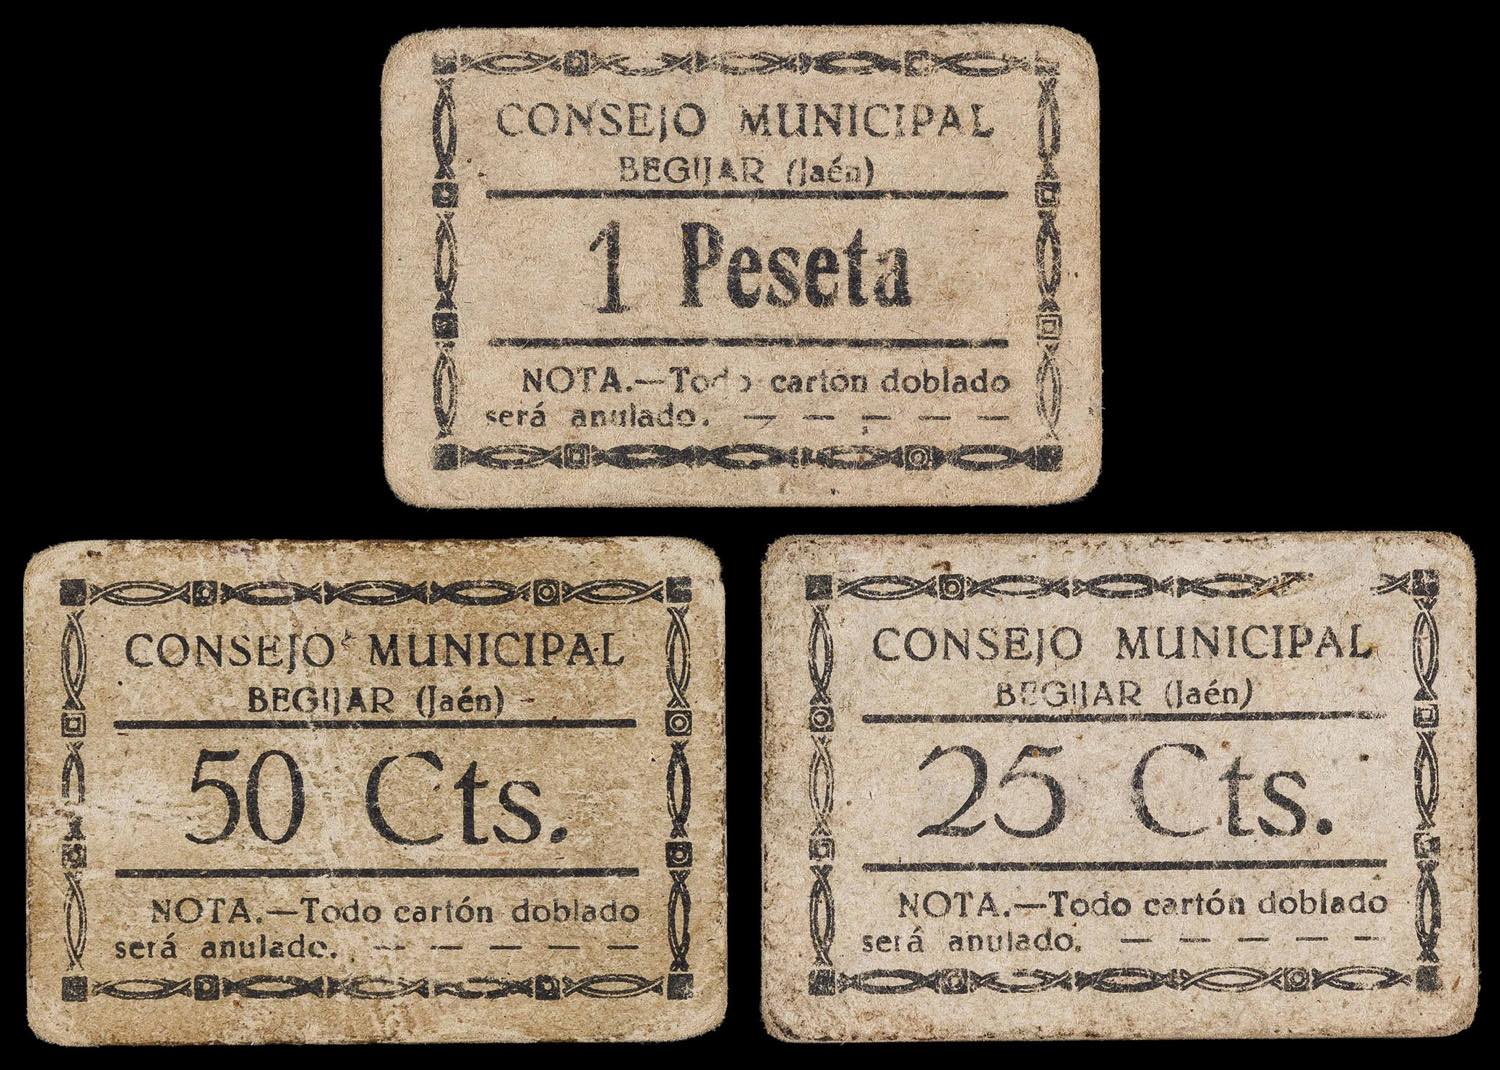 CONSEJO MUNICIPAL
BEGIJAR (Jaén)
1 Peseta
NOTA.—Todo cartón doblado
será anulado. — — — — —
CONSEJO MUNICIPAL
BEGIJAR (Jaén)
50 Cts.
NOTA.—Todo cartón doblado
será anulado. — — — — —
CONSEJO MUNICIPAL
BEGIJAR (Jaén)
25 Cts.
NOTA.—Todo cartón doblado
será anulado. — — — — —